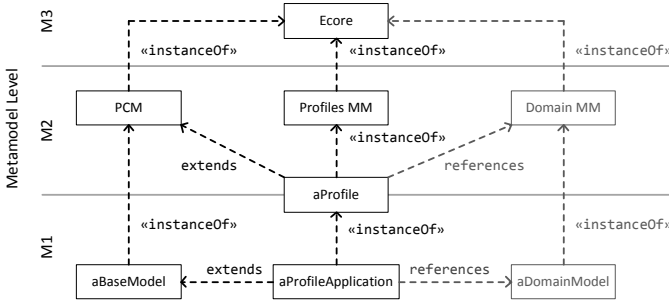 M3
Ecore
«instanceOf» «instanceOf» «instanceOf»
Metamodel Level
M2
PCM Profiles MM Domain MM
«instanceOf»
extends references
aProfile
M1
«instanceOf» «instanceOf» «instanceOf»
aBaseModel extends aProfileApplication references aDomainModel